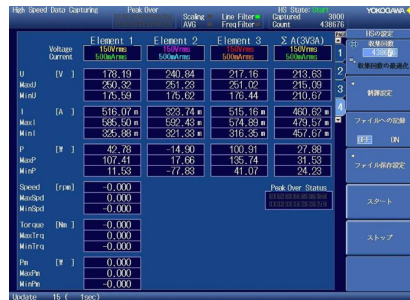 High Speed Data Capturing Peak Over Scaling Line Filter HS State: Start YOKOGAWA
AVG Freq Filter Captured 3000
Count 438676
Element 1 Element 2 Element 3 Σ A(3V3A)
Voltage 150Vrms 150Vrms 150Vrms 150Vrms
Current 500mArms 500mArms 500mArms 500mArms
U [V ] 178.19 240.84 217.16 213.63
MaxU 250.32 251.23 251.02 215.09
MinU 175.59 175.62 176.44 210.67
I [A ] 516.07 m 323.74 m 515.16 m 460.62 m
MaxI 585.50 m 592.43 m 574.89 m 479.57 m
MinI 325.88 m 321.33 m 316.35 m 457.67 m
P [W ] 42.78 -14.90 100.91 27.88
MaxP 107.41 17.66 135.74 31.53
MinP 11.53 -77.83 41.07 24.23
Speed [rpm] -0.000
MaxSpd -0.000
MinSpd -0.000
Torque [Nm ] -0.000
MaxTrq -0.000
MinTrq -0.000
Pm [W ] 0.000
MaxPm 0.000
MinPm -0.000
Peak Over Status
1
2
3
4
HSの設定
収集回数
収集回数の最適化
制御設定
ファイルへの記録
OFF ON
ファイル保存設定
スタート
ストップ
Update 15 ( 1sec)